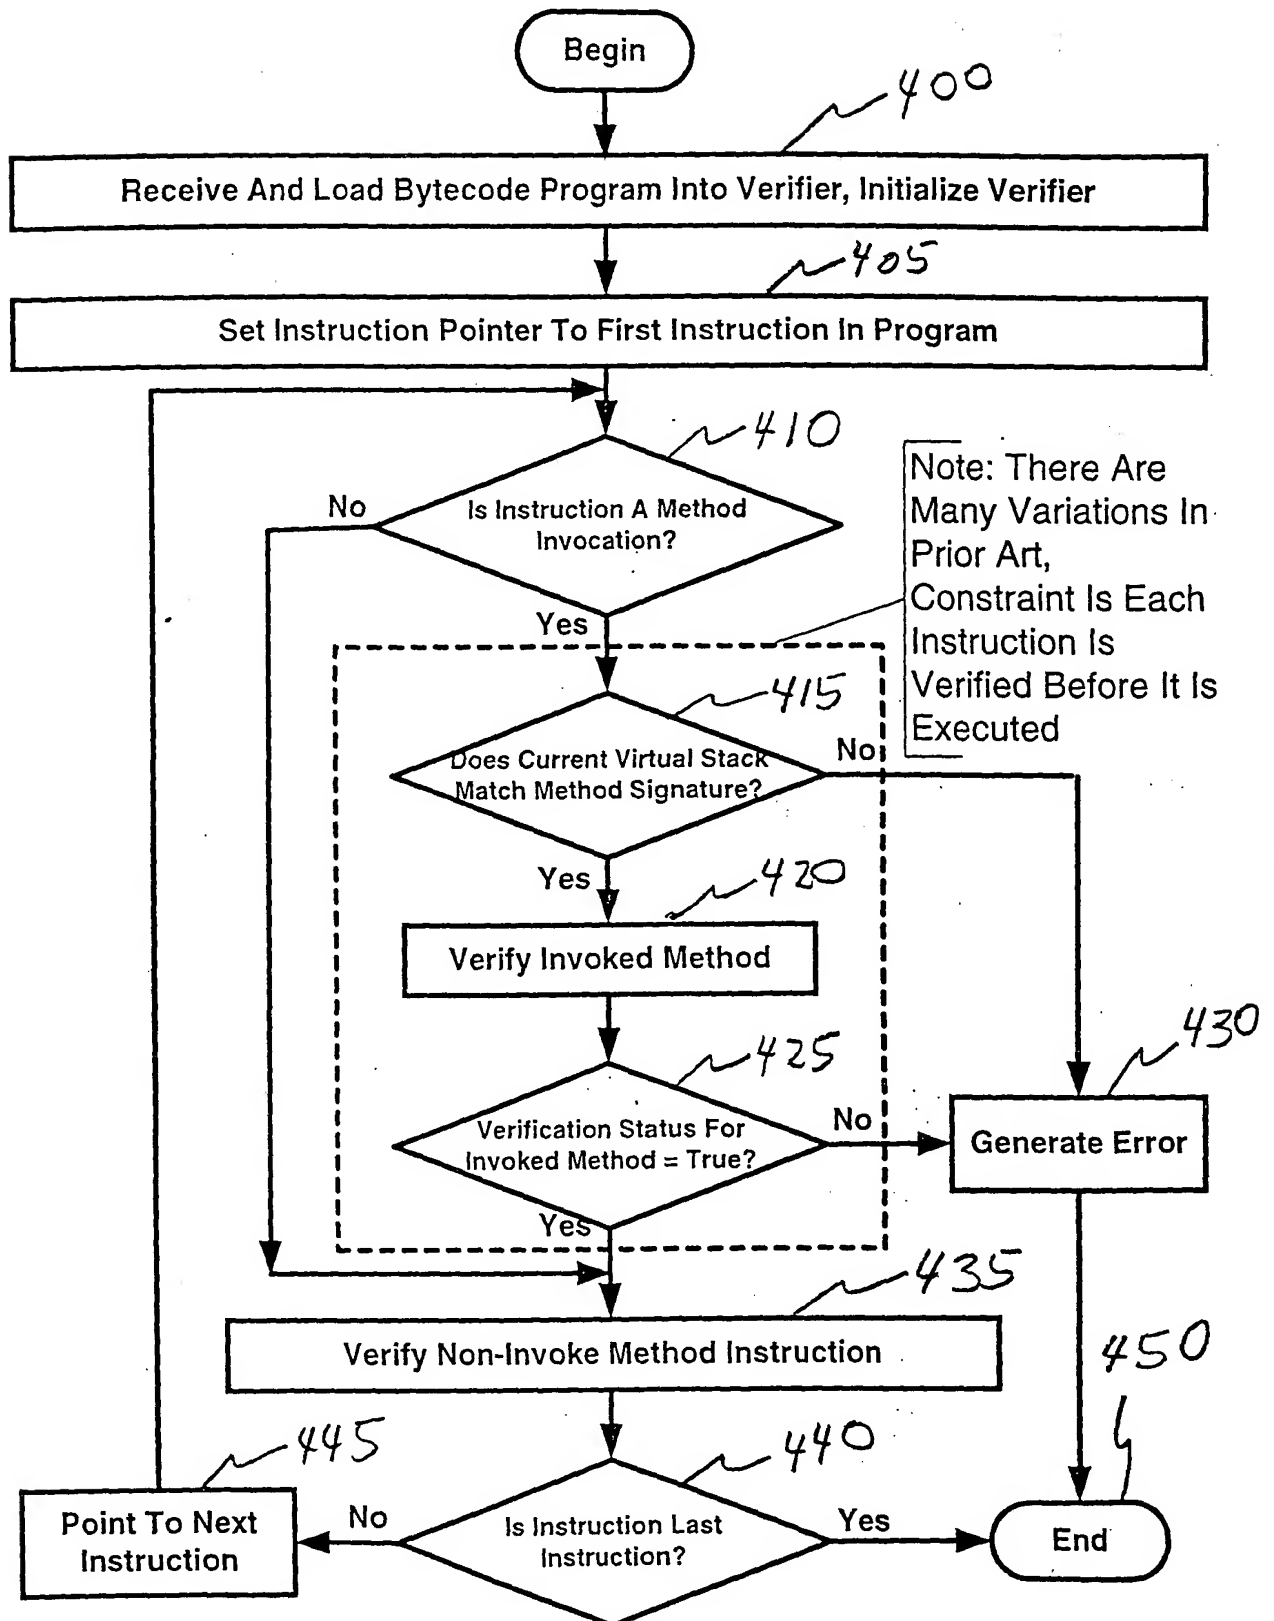 Begin
400
Receive And Load Bytecode Program Into Verifier, Initialize Verifier
405
Set Instruction Pointer To First Instruction In Program
410
No
Is Instruction A Method
Invocation?
Yes
Note: There Are
Many Variations In
Prior Art,
Constraint Is Each
Instruction Is
Verified Before It Is
Executed
415
Does Current Virtual Stack
Match Method Signature?
No
Yes
420
Verify Invoked Method
425
Verification Status For
Invoked Method = True?
No
430
Generate Error
Yes
435
Verify Non-Invoke Method Instruction
450
445
440
Point To Next
Instruction
No
Is Instruction Last
Instruction?
Yes
End